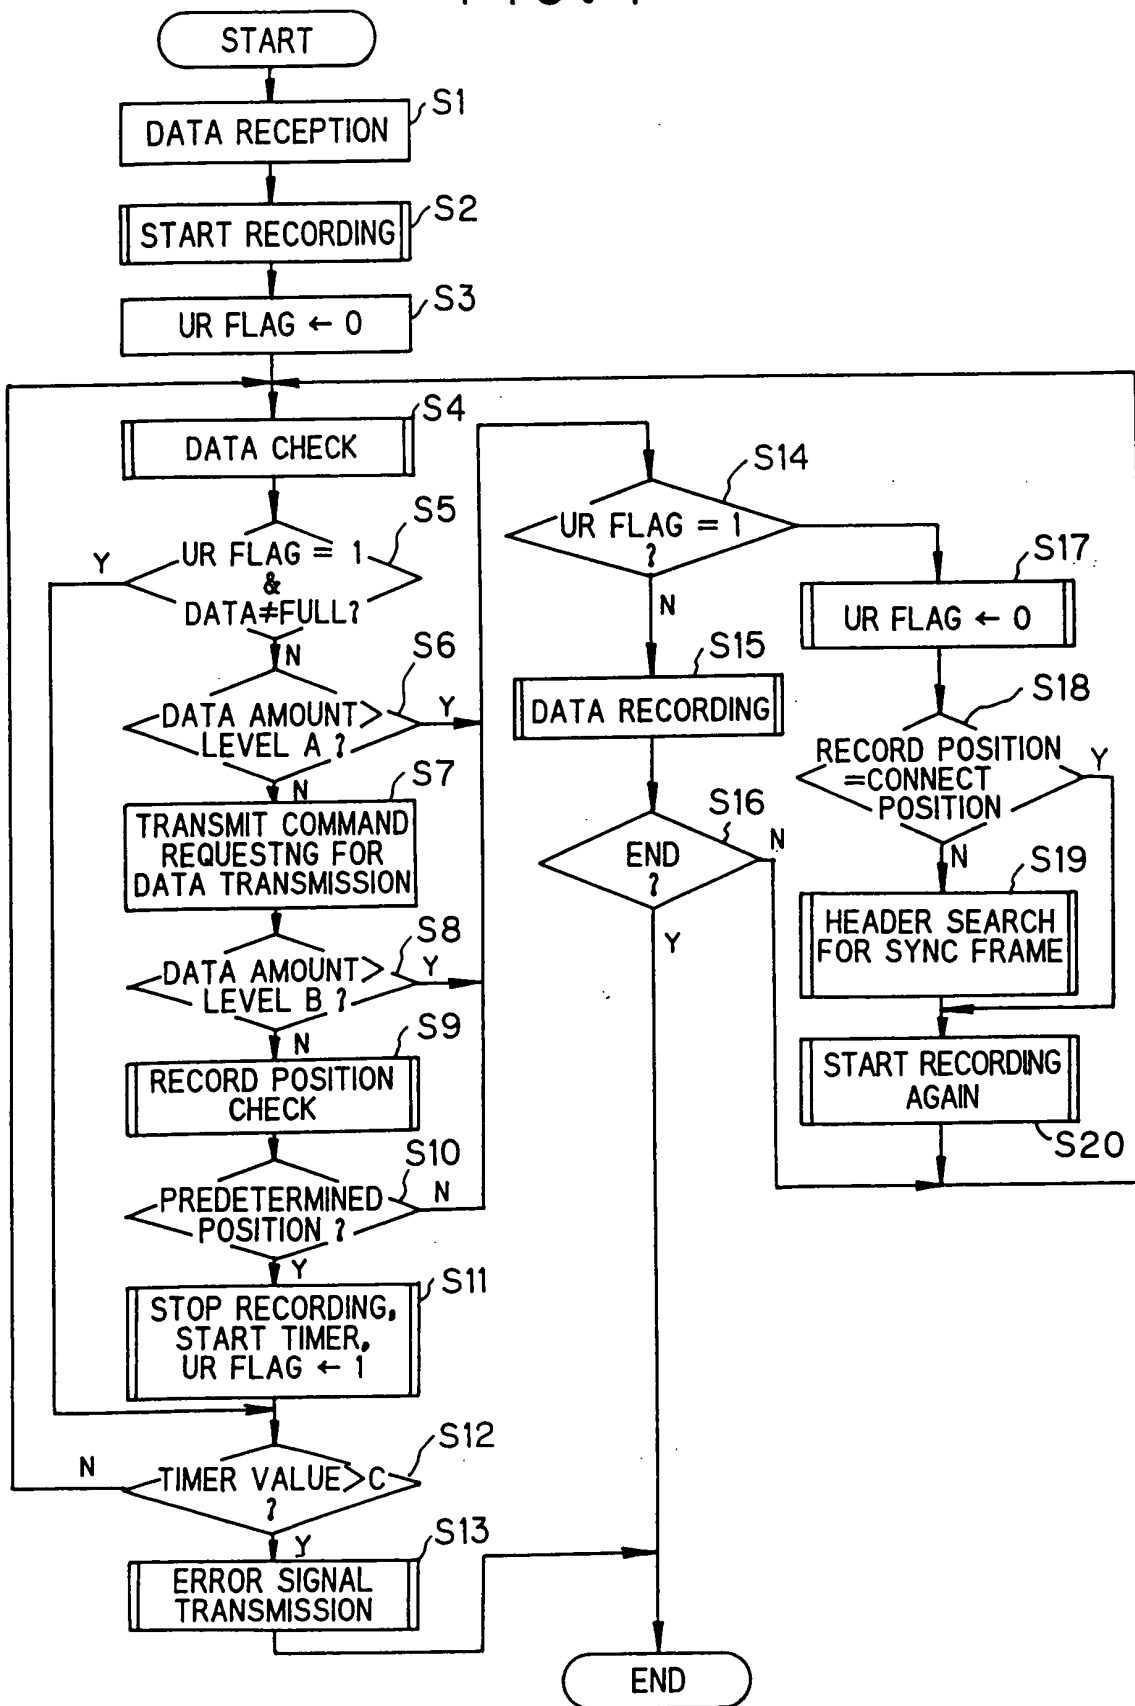 START
S1
DATA RECEPTION
S2
START RECORDING
S3
UR FLAG ← 0
S4
DATA CHECK
S5
Y
UR FLAG = 1
&
DATA≠FULL?
N
S6
DATA AMOUNT>
LEVEL A ?
Y
N
S7
TRANSMIT COMMAND
REQUESTNG FOR
DATA TRANSMISSION
S8
DATA AMOUNT>
LEVEL B ?
Y
N
S9
RECORD POSITION
CHECK
S10
PREDETERMINED
POSITION ?
N
Y
S11
STOP RECORDING,
START TIMER,
UR FLAG ← 1
S12
N
TIMER VALUE>C
?
Y
S13
ERROR SIGNAL
TRANSMISSION
S14
UR FLAG = 1
?
N
S15
DATA RECORDING
S16
END
?
N
Y
S17
UR FLAG ← 0
S18
RECORD POSITION
=CONNECT
POSITION
Y
N
S19
HEADER SEARCH
FOR SYNC FRAME
START RECORDING
AGAIN
S20
END